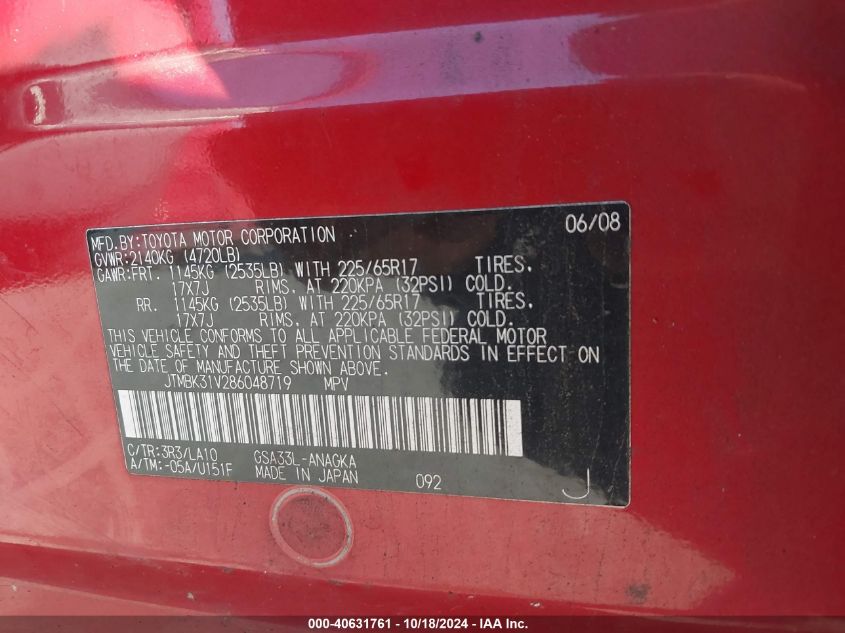 06/08
MFD.BY:TOYOTA MOTOR CORPORATION
GVWR:2140KG (4720LB)
GAWR:FRT. 1145KG (2535LB) WITH 225/65R17 TIRES.
17X7J RIMS. AT 220KPA (32PSI) COLD.
RR. 1145KG (2535LB) WITH 225/65R17 TIRES.
17X7J RIMS. AT 220KPA (32PSI) COLD.
THIS VEHICLE CONFORMS TO ALL APPLICABLE FEDERAL MOTOR
VEHICLE SAFETY AND THEFT PREVENTION STANDARDS IN EFFECT ON
THE DATE OF MANUFACTURE SHOWN ABOVE.
JTMBK31V286048719 MPV
C/TR:3R3/LA10 GSA33L-ANAGKA
A/TM:-05A/U151F MADE IN JAPAN 092 J
000-40631761 - 10/18/2024 - IAA Inc.